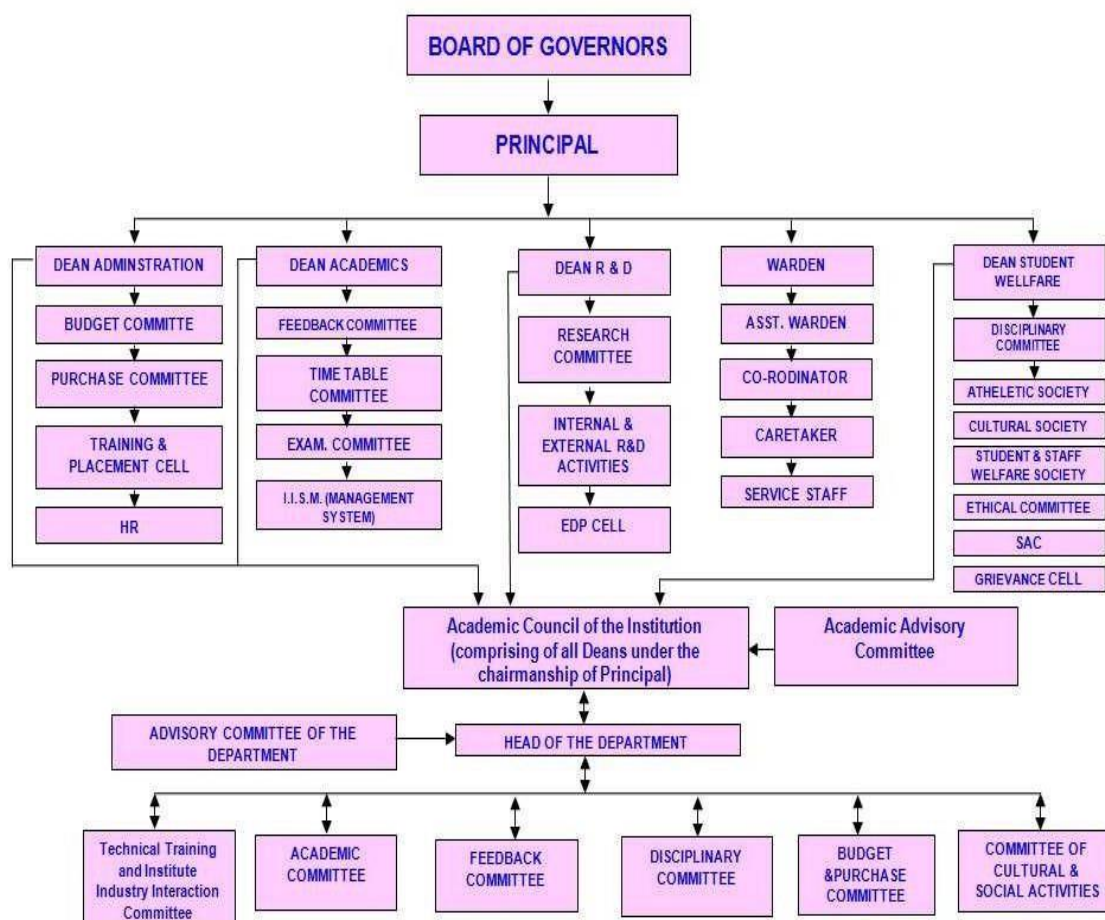 BOARD OF GOVERNORS
PRINCIPAL
DEAN ADMINSTRATION
BUDGET COMMITTE
PURCHASE COMMITTEE
TRAINING &
PLACEMENT CELL
HR
DEAN ACADEMICS
FEEDBACK COMMITTEE
TIME TABLE
COMMITTEE
EXAM. COMMITTEE
I.I.S.M. (MANAGEMENT
SYSTEM)
DEAN R & D
RESEARCH
COMMITTEE
INTERNAL &
EXTERNAL R&D
ACTIVITIES
EDP CELL
WARDEN
ASST. WARDEN
CO-RODINATOR
CARETAKER
SERVICE STAFF
DEAN STUDENT
WELLFARE
DISCIPLINARY
COMMITTEE
ATHELETIC SOCIETY
CULTURAL SOCIETY
STUDENT & STAFF
WELFARE SOCIETY
ETHICAL COMMITTEE
SAC
GRIEVANCE CELL
Academic Council of the Institution
(comprising of all Deans under the
chairmanship of Principal)
Academic Advisory
Committee
ADVISORY COMMITTEE OF THE
DEPARTMENT
HEAD OF THE DEPARTMENT
Technical Training
and Institute
Industry Interaction
Committee
ACADEMIC
COMMITTEE
FEEDBACK
COMMITTEE
DISCIPLINARY
COMMITTEE
BUDGET
&PURCHASE
COMMITTEE
COMMITTEE OF
CULTURAL &
SOCIAL ACTIVITIES